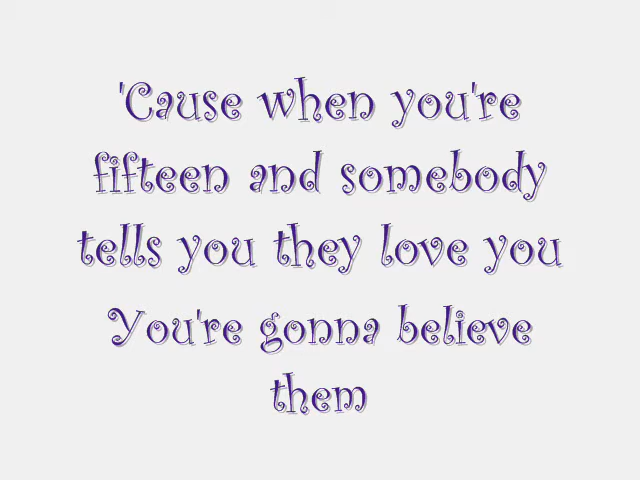 'Cause when you're
fifteen and somebody
tells you they love you
You're gonna believe
them